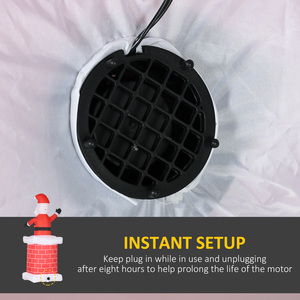 INSTANT SETUP
Keep plug in while in use and unplugging
after eight hours to help prolong the life of the motor